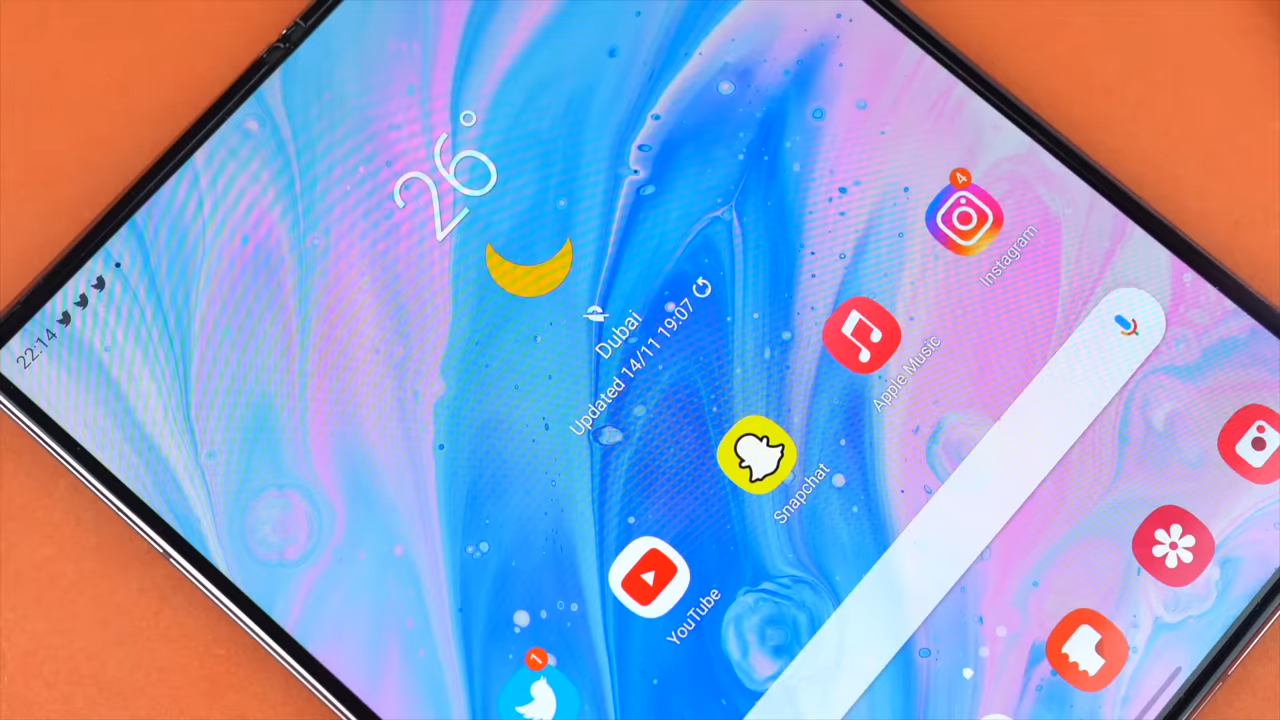 22:14
26°
Dubai
Updated 14/11 19:07
1
YouTube
Snapchat
Apple Music
4
Instagram